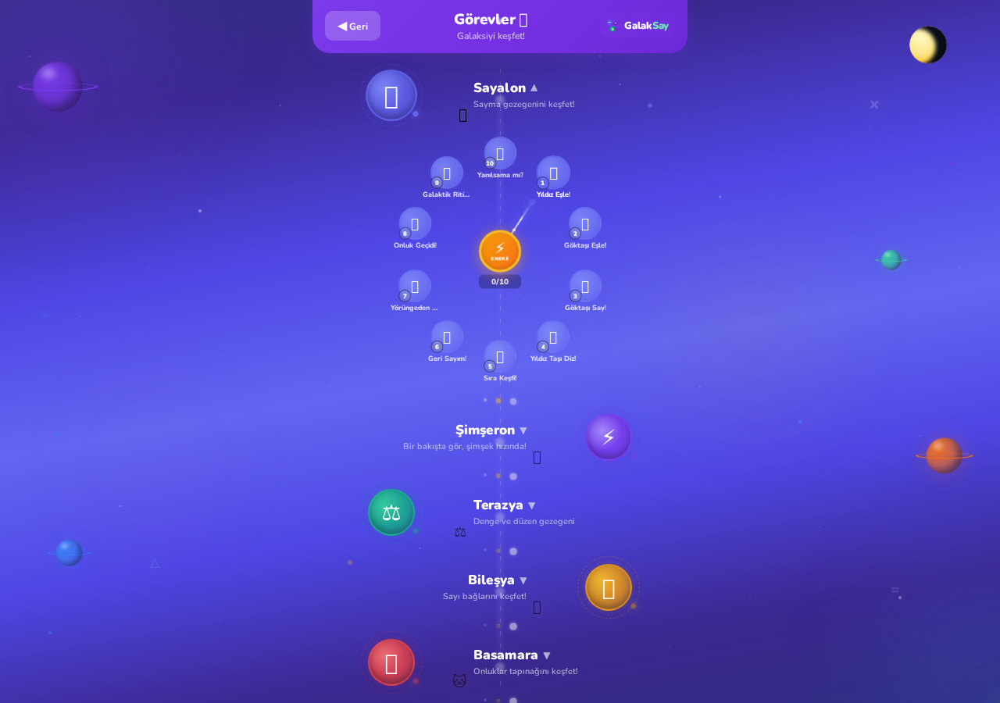 ◀ Geri
Görevler
Galaksiyi keşfet!
GalakSay
Sayalon ▲
Sayma gezegenini keşfet!
10
Yanılsama mı?
9
Galaktik Riti...
1
Yıldız Eşle!
8
Onluk Geçidi!
2
Göktaşı Eşle!
ENERJİ
0/10
7
Yörüngeden ...
3
Göktaşı Say!
6
Geri Sayım!
4
Yıldız Taşı Diz!
5
Sıra Keşfi!
Şimşeron ▼
Bir bakışta gör, şimşek hızında!
Terazya ▼
Denge ve düzen gezegeni
Bileşya ▼
Sayı bağlarını keşfet!
Basamara ▼
Onluklar tapınağını keşfet!